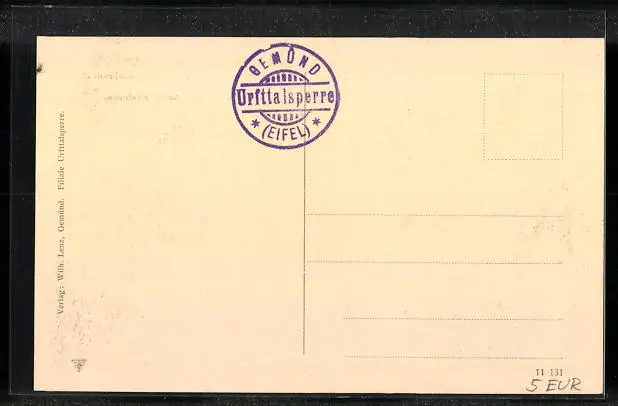 GEMÜND
Urfttalsperre
* (EIFEL) *
Verlag: Wilh. Lenz, Gemünd. Filiale Urfttalsperre.
11 131
5 EUR